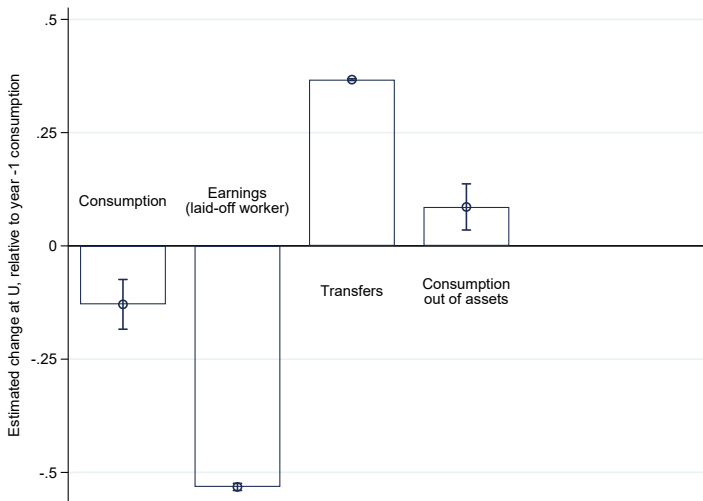 .5
.25
0
-.25
-.5
Estimated change at U, relative to year -1 consumption
Consumption
Earnings
(laid-off worker)
Transfers
Consumption
out of assets